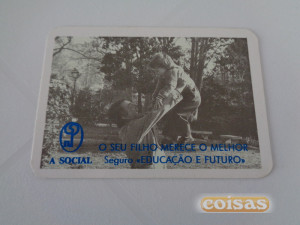 O SEU FILHO MERECE O MELHOR
A SOCIAL Seguro «EDUCAÇÃO E FUTURO»
coisas